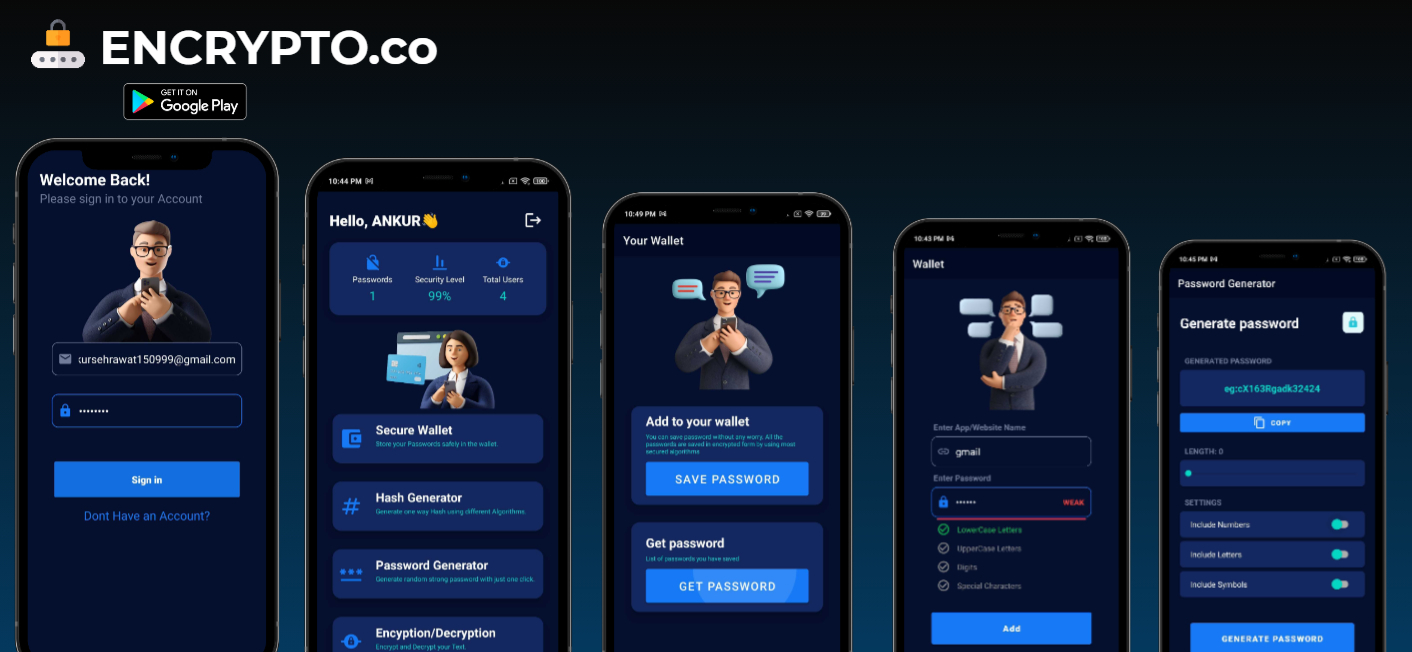 ENCRYPTO.co
GET IT ON
Google Play
Welcome Back!
Please sign in to your Account
kursehrawat150999@gmail.com
Sign in
Dont Have an Account?
10:44 PM
100
Hello, ANKUR👋
Passwords
Security Level
Total Users
1
99%
4
Secure Wallet
Store your Passwords safely in the wallet.
Hash Generator
Generate one way Hash using different Algorithms.
Password Generator
Generate random strong password with just one click.
Encyption/Decryption
Encrypt and Decrypt your Text.
10:49 PM
Your Wallet
Add to your wallet
You can save password without any worry. All the
passwords are saved in encrypted form by using most
secured algorithms
SAVE PASSWORD
Get password
List of passwords you have saved
GET PASSWORD
10:43 PM
Wallet
Enter App/Website Name
gmail
Enter Password
WEAK
LowerCase Letters
UpperCase Letters
Digits
Special Characters
Add
10:45 PM
Password Generator
Generate password
GENERATED PASSWORD
eg:cX163Rgadk32424
COPY
LENGTH: 0
SETTINGS
Include Numbers
Include Letters
Include Symbols
GENERATE PASSWORD